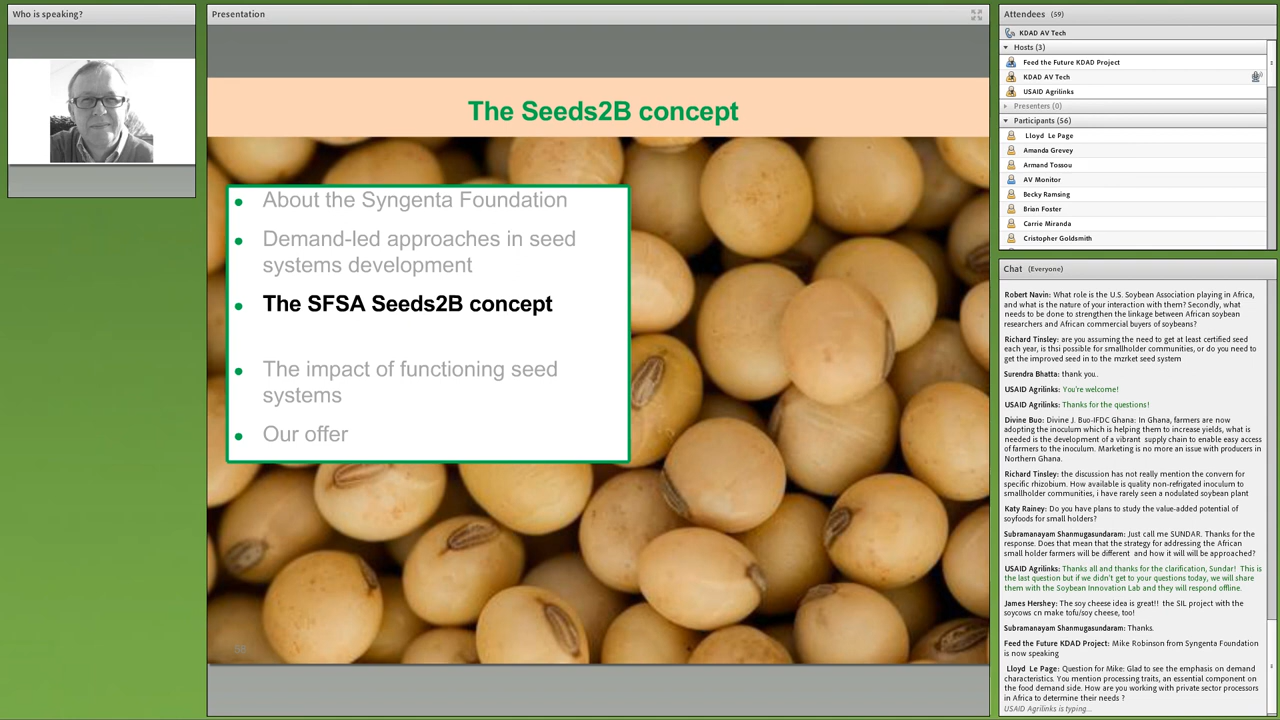 Who is speaking?
Presentation
The Seeds2B concept
• About the Syngenta Foundation
• Demand-led approaches in seed
systems development
• The SFSA Seeds2B concept
• The impact of functioning seed
systems
• Our offer
58
Attendees (59)
KDAD AV Tech
Hosts (3)
Feed the Future KDAD Project
KDAD AV Tech
USAID Agrilinks
Presenters (0)
Participants (56)
Lloyd Le Page
Amanda Grevey
Armand Tossou
AV Monitor
Becky Ramsing
Brian Foster
Carrie Miranda
Cristopher Goldsmith
Chat (Everyone)
Robert Navin: What role is the U.S. Soybean Association playing in Africa,
and what is the nature of your interaction with them? Secondly, what
needs to be done to strengthen the linkage between African soybean
researchers and African commercial buyers of soybeans?
Richard Tinsley: are you assuming the need to get at least certified seed
each year, is thsi possible for smallholder communities, or do you need to
get the improved seed in to the mzrket seed system
Surendra Bhatta: thank you..
USAID Agrilinks: You're welcome!
USAID Agrilinks: Thanks for the questions!
Divine Buo: Divine J. Buo-IFDC Ghana: In Ghana, farmers are now
adopting the inoculum which is helping them to increase yields, what is
needed is the development of a vibrant supply chain to enable easy access
of farmers to the inoculum. Marketing is no more an issue with producers in
Northern Ghana.
Richard Tinsley: the discussion has not really mention the convern for
specific rhizobium. How available is quality non-refrigated inoculum to
smallholder communities, i have rarely seen a nodulated soybean plant
Katy Rainey: Do you have plans to study the value-added potential of
soyfoods for small holders?
Subramanayam Shanmugasundaram: Just call me SUNDAR. Thanks for the
response. Does that mean that the strategy for addressing the African
small holder farmers will be different and how it will will be approached?
USAID Agrilinks: Thanks all and thanks for the clarification, Sundar! This is
the last question but if we didn't get to your questions today, we will share
them with the Soybean Innovation Lab and they will respond offline.
James Hershey: The soy cheese idea is great!! the SIL project with the
soycows cn make tofu/soy cheese, too!
Subramanayam Shanmugasundaram: Thanks.
Feed the Future KDAD Project: Mike Robinson from Syngenta Foundation
is now speaking
Lloyd Le Page: Question for Mike: Glad to see the emphasis on demand
characteristics. You mention processing traits, an essential component on
the food demand side. How are you working with private sector processors
in Africa to determine their needs ?
USAID Agrilinks is typing...